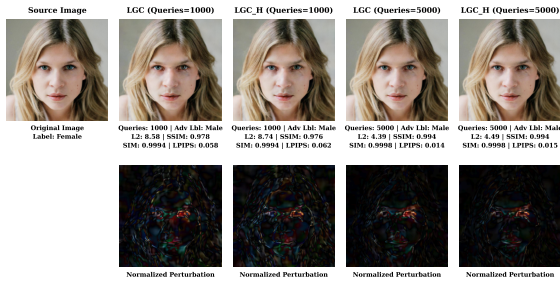 Source Image
LGC (Queries=1000)
LGC_H (Queries=1000)
LGC (Queries=5000)
LGC_H (Queries=5000)
Original Image
Label: Female
Queries: 1000 | Adv Lbl: Male
L2: 8.58 | SSIM: 0.978
SIM: 0.9994 | LPIPS: 0.058
Queries: 1000 | Adv Lbl: Male
L2: 8.74 | SSIM: 0.976
SIM: 0.9994 | LPIPS: 0.062
Queries: 5000 | Adv Lbl: Male
L2: 4.39 | SSIM: 0.994
SIM: 0.9998 | LPIPS: 0.014
Queries: 5000 | Adv Lbl: Male
L2: 4.49 | SSIM: 0.994
SIM: 0.9998 | LPIPS: 0.015
Normalized Perturbation
Normalized Perturbation
Normalized Perturbation
Normalized Perturbation